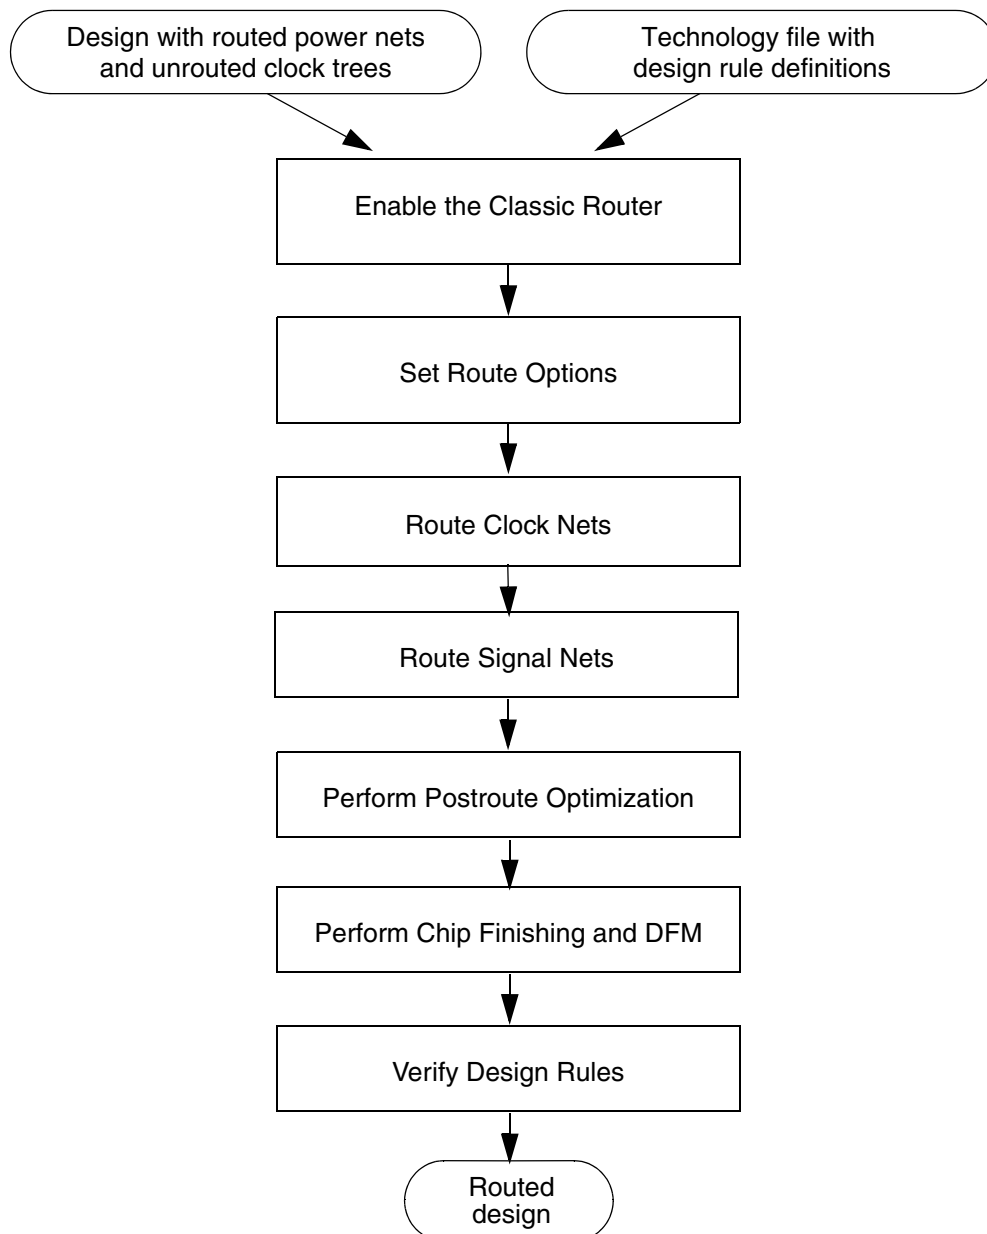 Design with routed power nets
and unrouted clock trees
Technology file with
design rule definitions
Enable the Classic Router
Set Route Options
Route Clock Nets
Route Signal Nets
Perform Postroute Optimization
Perform Chip Finishing and DFM
Verify Design Rules
Routed
design